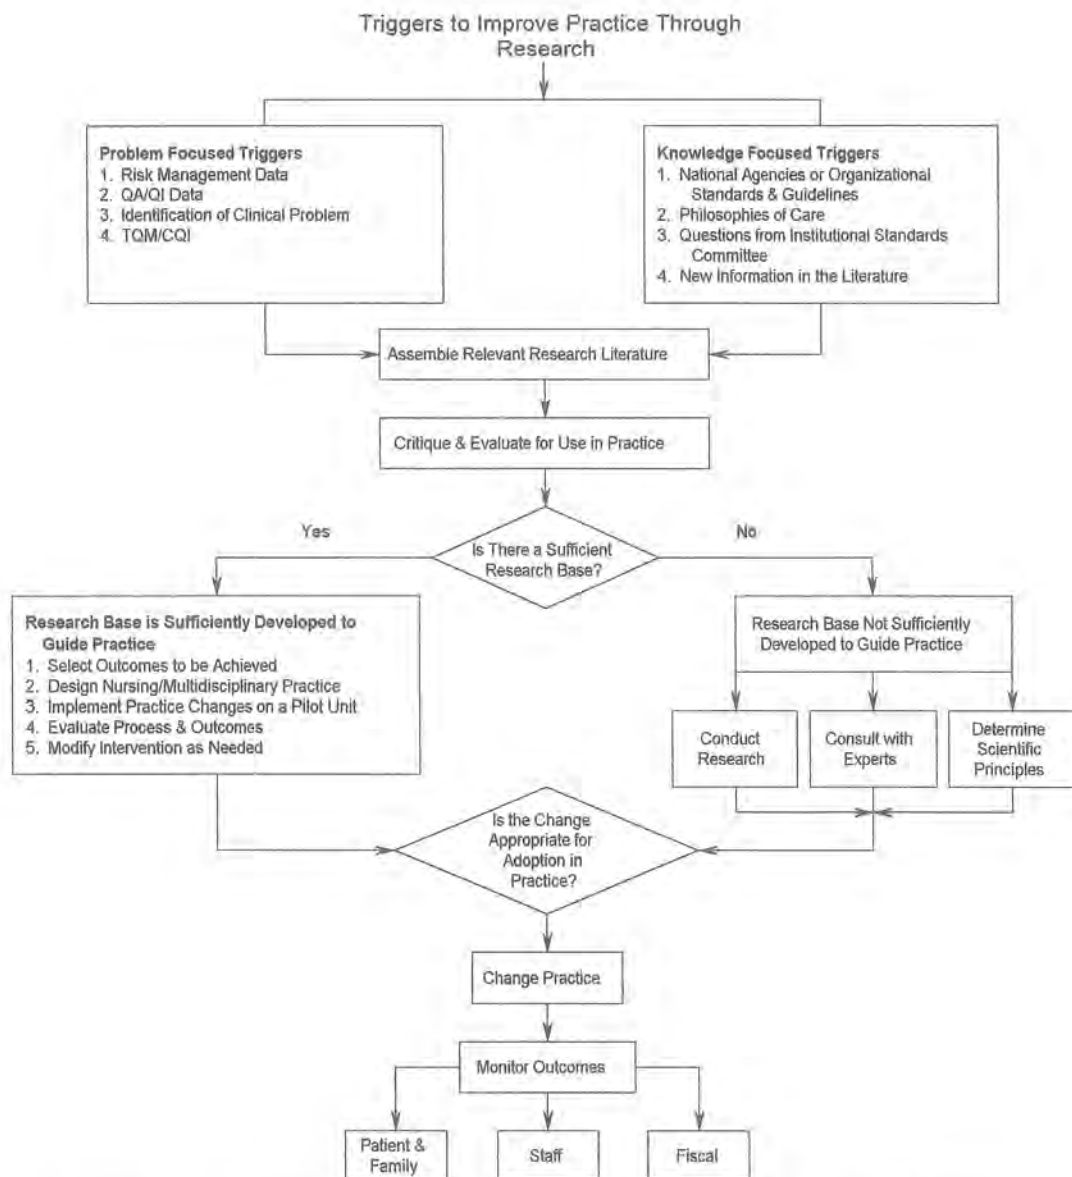 Triggers to Improve Practice Through
Research
Problem Focused Triggers
1. Risk Management Data
2. QA/QI Data
3. Identification of Clinical Problem
4. TQM/CQI
Knowledge Focused Triggers
1. National Agencies or Organizational
Standards & Guidelines
2. Philosophies of Care
3. Questions from Institutional Standards
Committee
4. New Information in the Literature
Assemble Relevant Research Literature
Critique & Evaluate for Use in Practice
Yes
Is There a Sufficient
Research Base?
No
Research Base is Sufficiently Developed to
Guide Practice
1. Select Outcomes to be Achieved
2. Design Nursing/Multidisciplinary Practice
3. Implement Practice Changes on a Pilot Unit
4. Evaluate Process & Outcomes
5. Modify Intervention as Needed
Research Base Not Sufficiently
Developed to Guide Practice
Conduct
Research
Consult with
Experts
Determine
Scientific
Principles
Is the Change
Appropriate for
Adoption in
Practice?
Change Practice
Monitor Outcomes
Patient &
Family
Staff
Fiscal